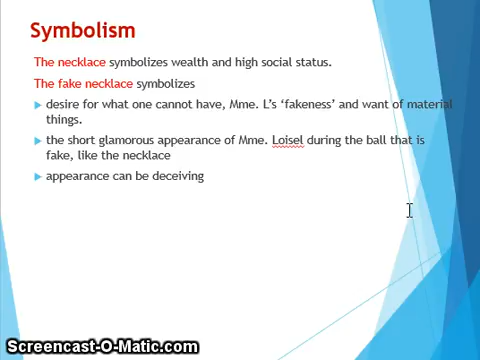 Symbolism
The necklace symbolizes wealth and high social status.
The fake necklace symbolizes
desire for what one cannot have, Mme. L’s ‘fakeness’ and want of material
things.
the short glamorous appearance of Mme. Loisel during the ball that is
fake, like the necklace
appearance can be deceiving
Screencast-O-Matic.com